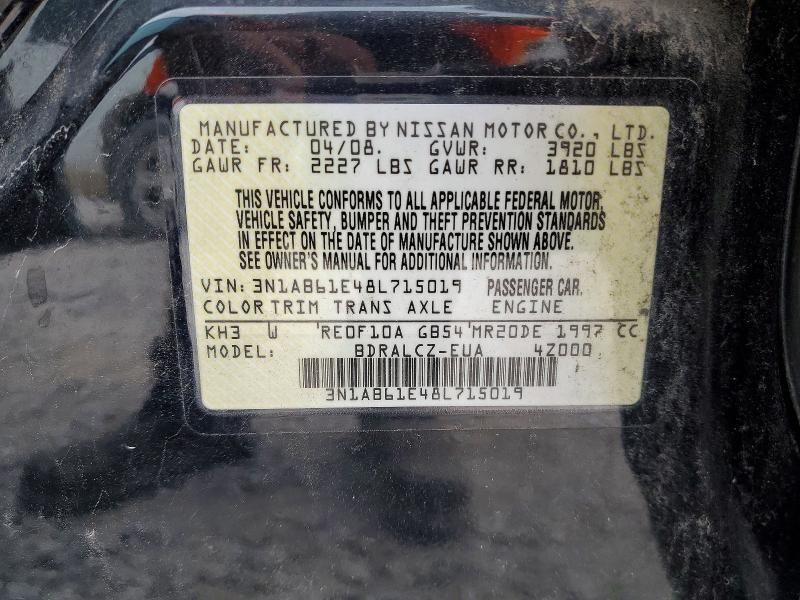 MANUFACTURED BY NISSAN MOTOR CO., LTD.
DATE: 04/08. GVWR: 3920 LBS
GAWR FR: 2227 LBS GAWR RR: 1810 LBS
THIS VEHICLE CONFORMS TO ALL APPLICABLE FEDERAL MOTOR
VEHICLE SAFETY, BUMPER AND THEFT PREVENTION STANDARDS
IN EFFECT ON THE DATE OF MANUFACTURE SHOWN ABOVE.
SEE OWNER'S MANUAL FOR ADDITIONAL INFORMATION.
VIN: 3N1AB61E48L715019 PASSENGER CAR.
COLOR TRIM TRANS AXLE ENGINE
KH3 W 'RE0F10A GB54 'MR20DE 1997 CC
MODEL: BDRALCZ-EUA 4Z000
3N1AB61E48L715019